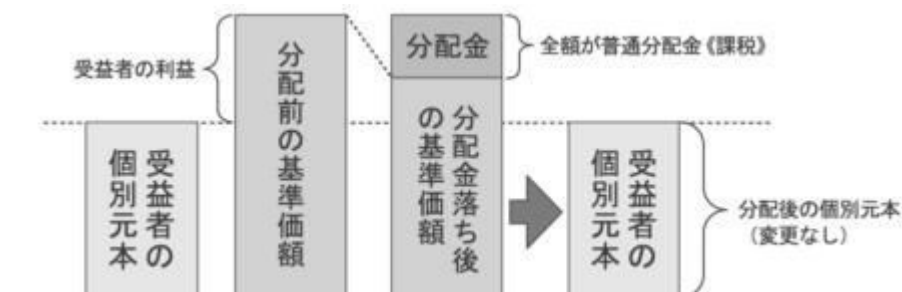 受益者の利益
分配前の基準価額
分配金
全額が普通分配金《課税》
受益者の
個別元本
分配金落ち後
の基準価額
受益者の
個別元本
分配後の個別元本
（変更なし）